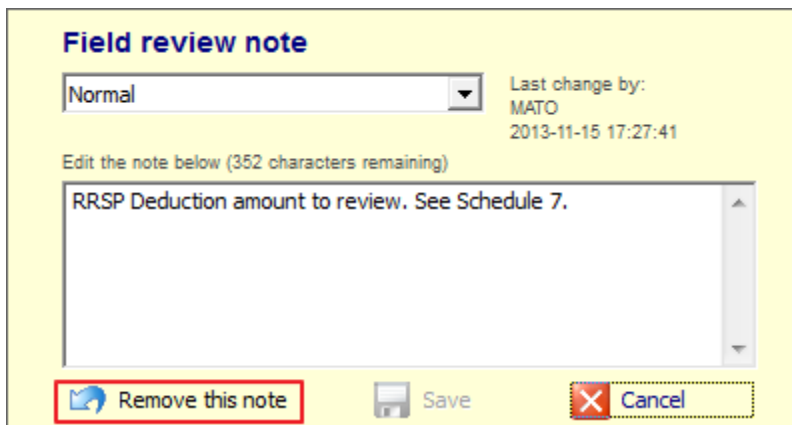 Field review note
Normal
Last change by:
MATO
2013-11-15 17:27:41
Edit the note below (352 characters remaining)
RRSP Deduction amount to review. See Schedule 7.
Remove this note
Save
Cancel